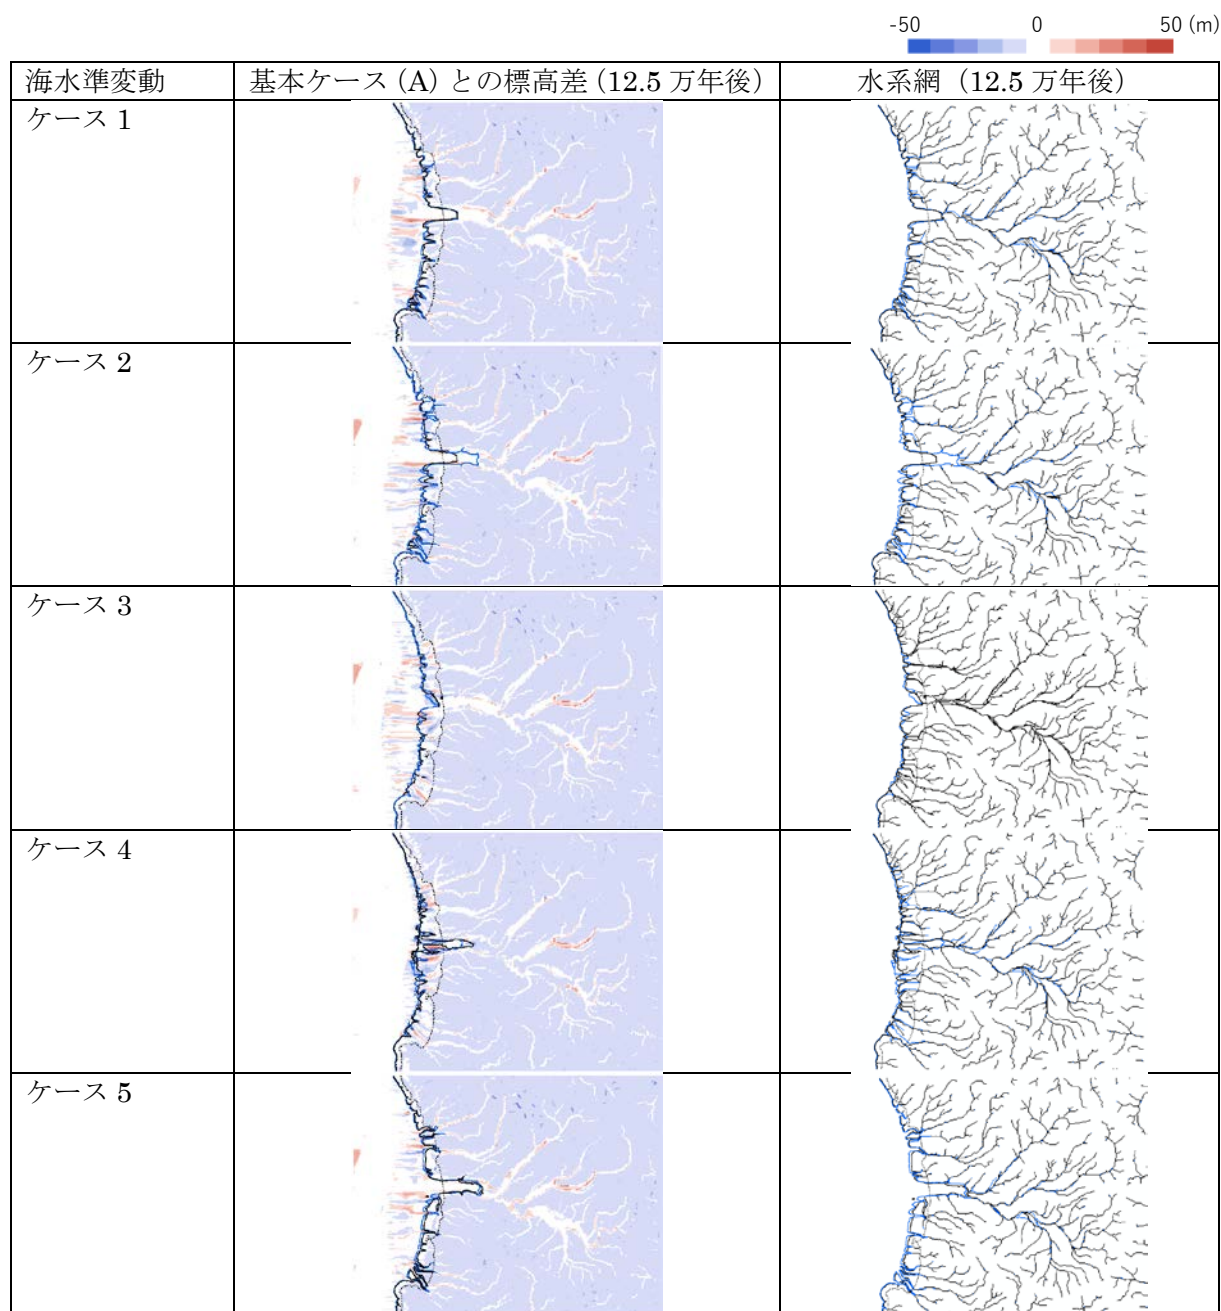 -50 0 50 (m)
海水準変動 基本ケース (A) との標高差 (12.5 万年後) 水系網 (12.5 万年後)
ケース 1
ケース 2
ケース 3
ケース 4
ケース 5